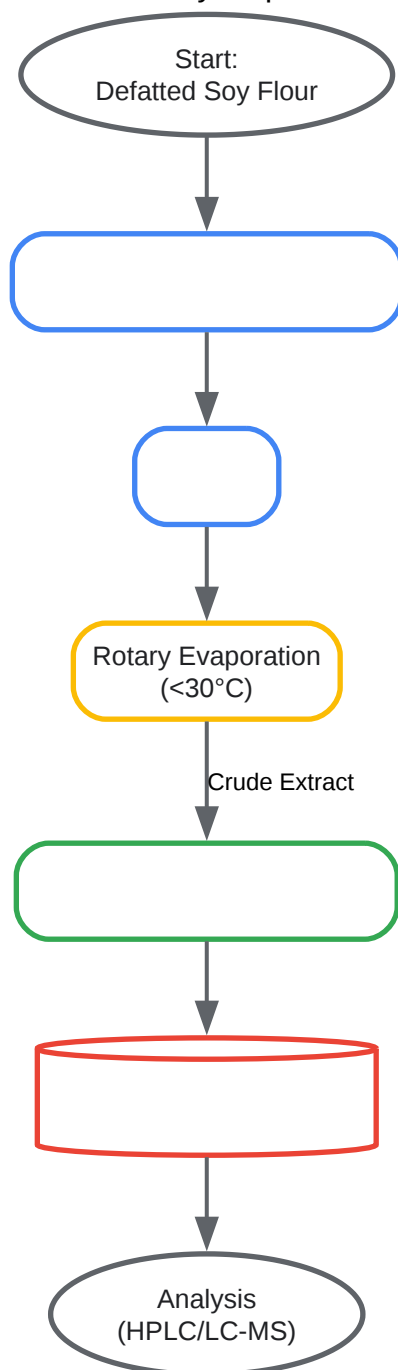 Start:
Defatted Soy Flour
Rotary Evaporation
(<30°C)
Crude Extract
Analysis
(HPLC/LC-MS)